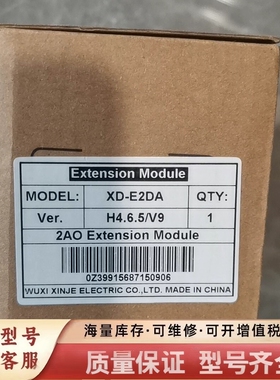 Extension Module
MODEL: XD-E2DA QTY:
Ver. H4.6.5/V9 1
2AO Extension Module
0Z39915687150906
WUXI XINJE ELECTRIC CO.,LTD. MADE IN CHINA
型号 海量库存·可维修·可开增值税票
客服 质量保证 型号齐